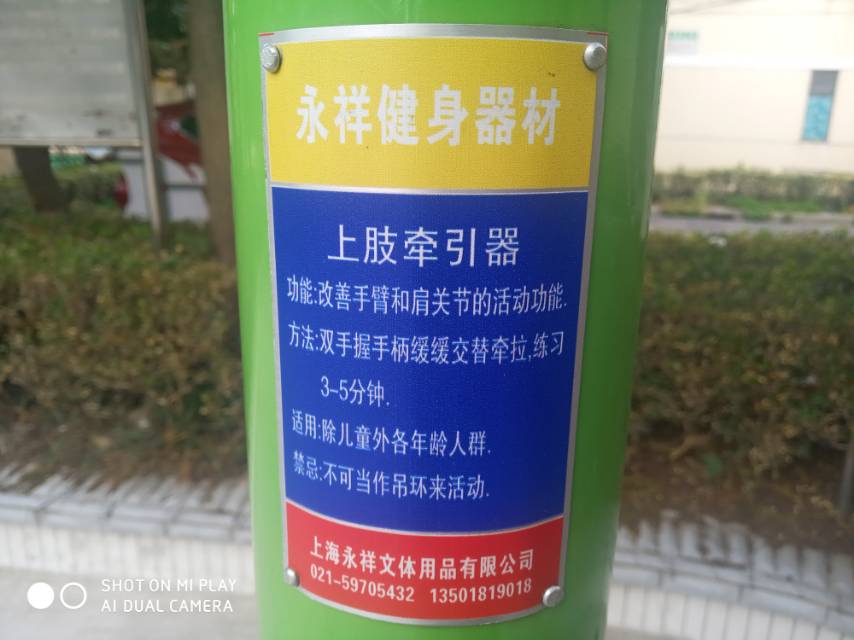 永祥健身器材
上肢牵引器
功能:改善手臂和肩关节的活动功能.
方法:双手握手柄缓缓交替牵拉,练习
3-5分钟.
适用:除儿童外各年龄人群.
禁忌:不可当作吊环来活动.
上海永祥文体用品有限公司
021-59705432 13501819018
SHOT ON MI PLAY
AI DUAL CAMERA